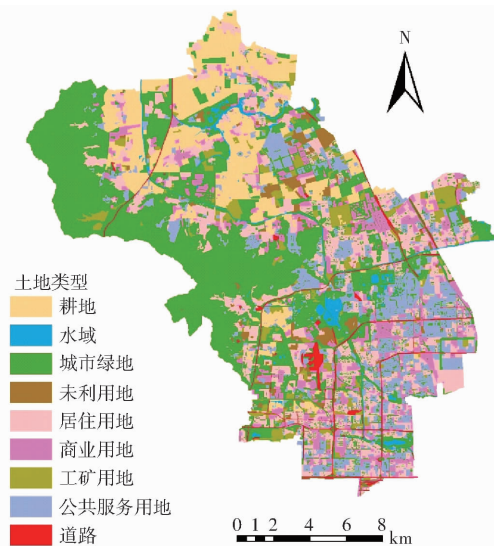 N
土地类型
耕地
水域
城市绿地
未利用地
居住用地
商业用地
工矿用地
公共服务用地
道路
0 1 2 4 6 8
km